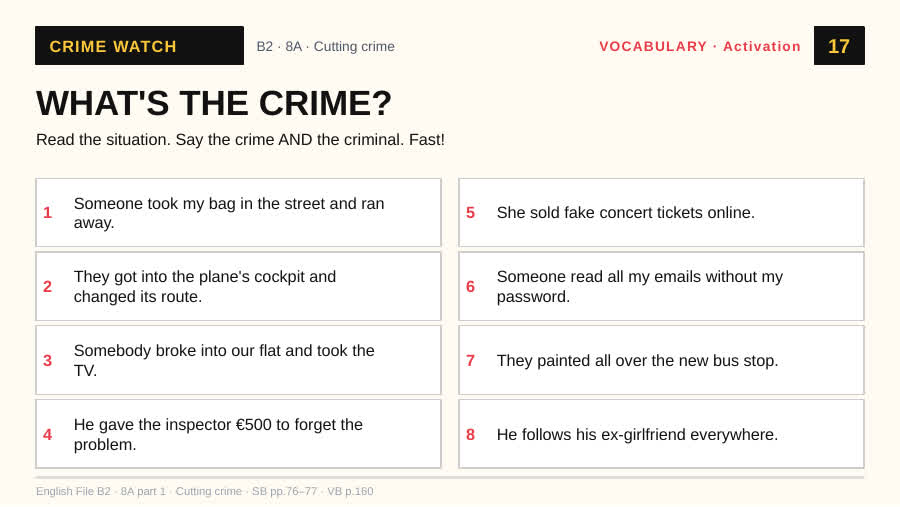 CRIME WATCH
B2 · 8A · Cutting crime
VOCABULARY · Activation
17
WHAT'S THE CRIME?
Read the situation. Say the crime AND the criminal. Fast!
1
Someone took my bag in the street and ran
away.
2
They got into the plane's cockpit and
changed its route.
3
Somebody broke into our flat and took the
TV.
4
He gave the inspector €500 to forget the
problem.
5
She sold fake concert tickets online.
6
Someone read all my emails without my
password.
7
They painted all over the new bus stop.
8
He follows his ex-girlfriend everywhere.
English File B2 · 8A part 1 · Cutting crime · SB pp.76–77 · VB p.160